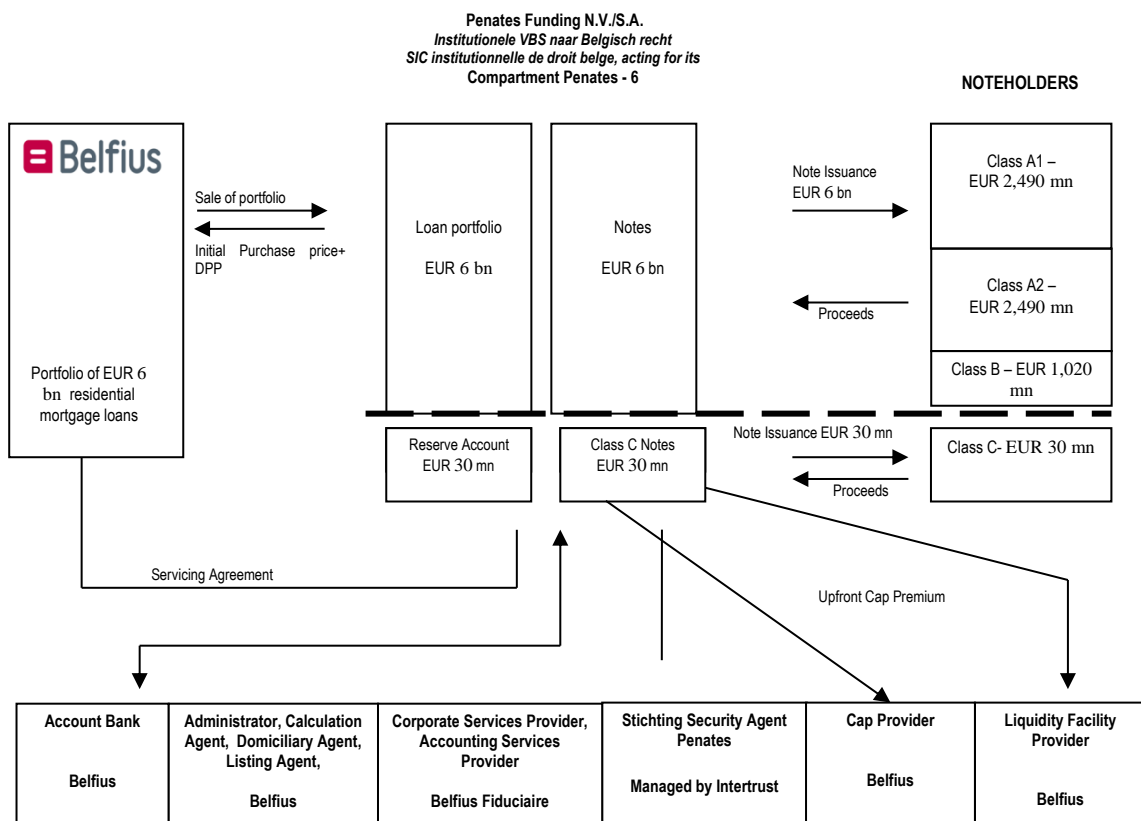 Penates Funding N.V./S.A.
Institutionele VBS naar Belgisch recht
SIC institutionnelle de droit belge, acting for its
Compartment Penates - 6
NOTEHOLDERS
Belfius
Sale of portfolio
Initial Purchase price+
DPP
Portfolio of EUR 6
bn residential
mortgage loans
Loan portfolio
EUR 6 bn
Notes
EUR 6 bn
Note Issuance
EUR 6 bn
Proceeds
Class A1 –
EUR 2,490 mn
Class A2 –
EUR 2,490 mn
Class B – EUR 1,020
mn
Reserve Account
EUR 30 mn
Class C Notes
EUR 30 mn
Note Issuance EUR 30 mn
Proceeds
Class C- EUR 30 mn
Servicing Agreement
Upfront Cap Premium
Account Bank
Belfius
Administrator, Calculation
Agent, Domiciliary Agent,
Listing Agent,
Belfius
Corporate Services Provider,
Accounting Services
Provider
Belfius Fiduciaire
Stichting Security Agent
Penates
Managed by Intertrust
Cap Provider
Belfius
Liquidity Facility
Provider
Belfius